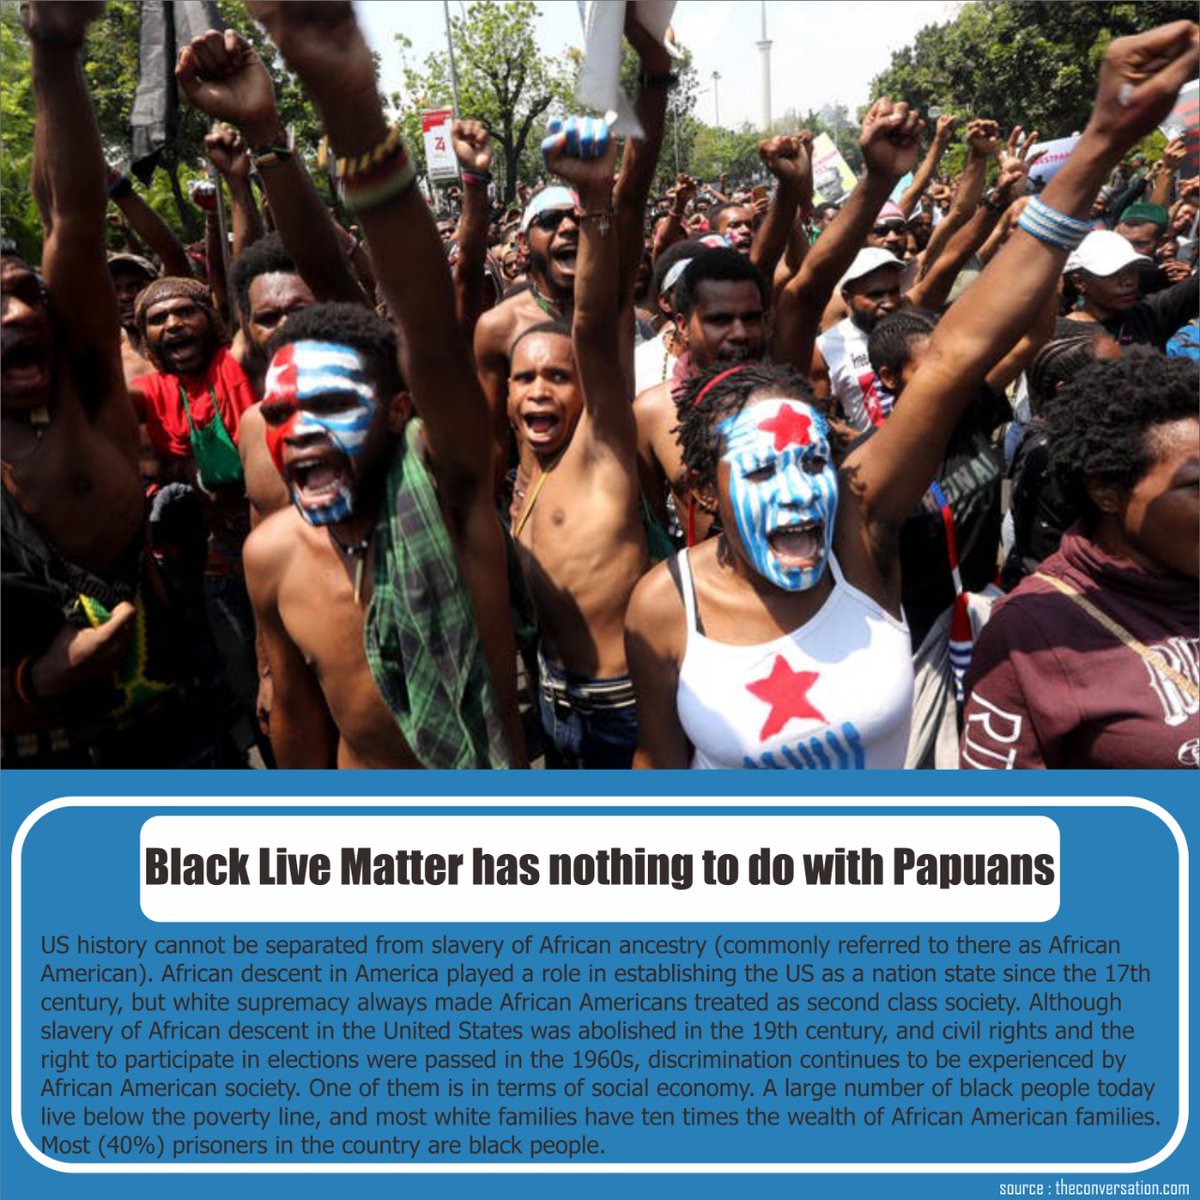 74
Free
RIT
Black Live Matter has nothing to do with Papuans
US history cannot be separated from slavery of African ancestry (commonly referred to there as African
American). African descent in America played a role in establishing the US as a nation state since the 17th
century, but white supremacy always made African Americans treated as second class society. Although
slavery of African descent in the United States was abolished in the 19th century, and civil rights and the
right to participate in elections were passed in the 1960s, discrimination continues to be experienced by
African American society. One of them is in terms of social economy. A large number of black people today
live below the poverty line, and most white families have ten times the wealth of African American families.
Most (40%) prisoners in the country are black people.
source : theconversation.com